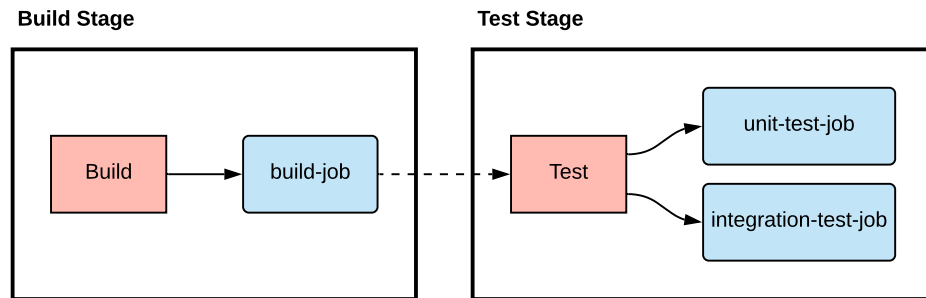 Build Stage
Test Stage
Build
build-job
Test
unit-test-job
integration-test-job